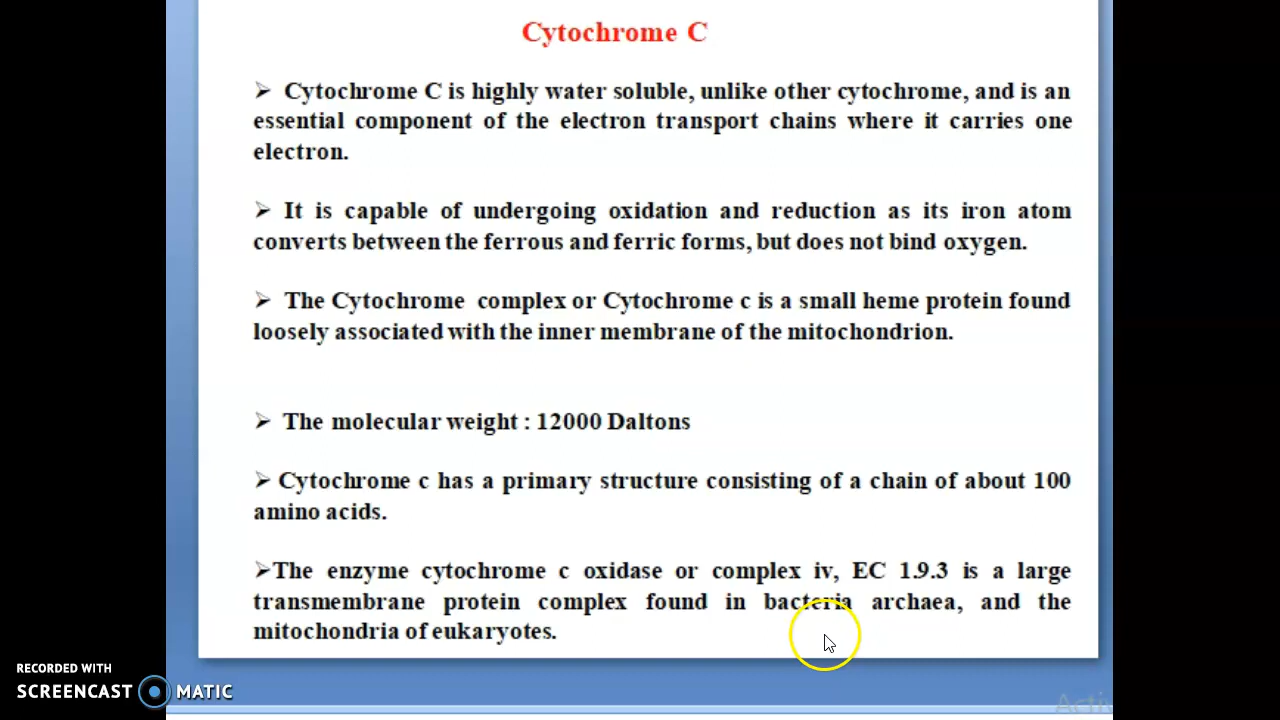 Cytochrome C
➢ Cytochrome C is highly water soluble, unlike other cytochrome, and is an
essential component of the electron transport chains where it carries one
electron.
➢ It is capable of undergoing oxidation and reduction as its iron atom
converts between the ferrous and ferric forms, but does not bind oxygen.
➢ The Cytochrome complex or Cytochrome c is a small heme protein found
loosely associated with the inner membrane of the mitochondrion.
➢ The molecular weight : 12000 Daltons
➢ Cytochrome c has a primary structure consisting of a chain of about 100
amino acids.
➢The enzyme cytochrome c oxidase or complex iv, EC 1.9.3 is a large
transmembrane protein complex found in bacteria archaea, and the
mitochondria of eukaryotes.
RECORDED WITH
SCREENCAST MATIC